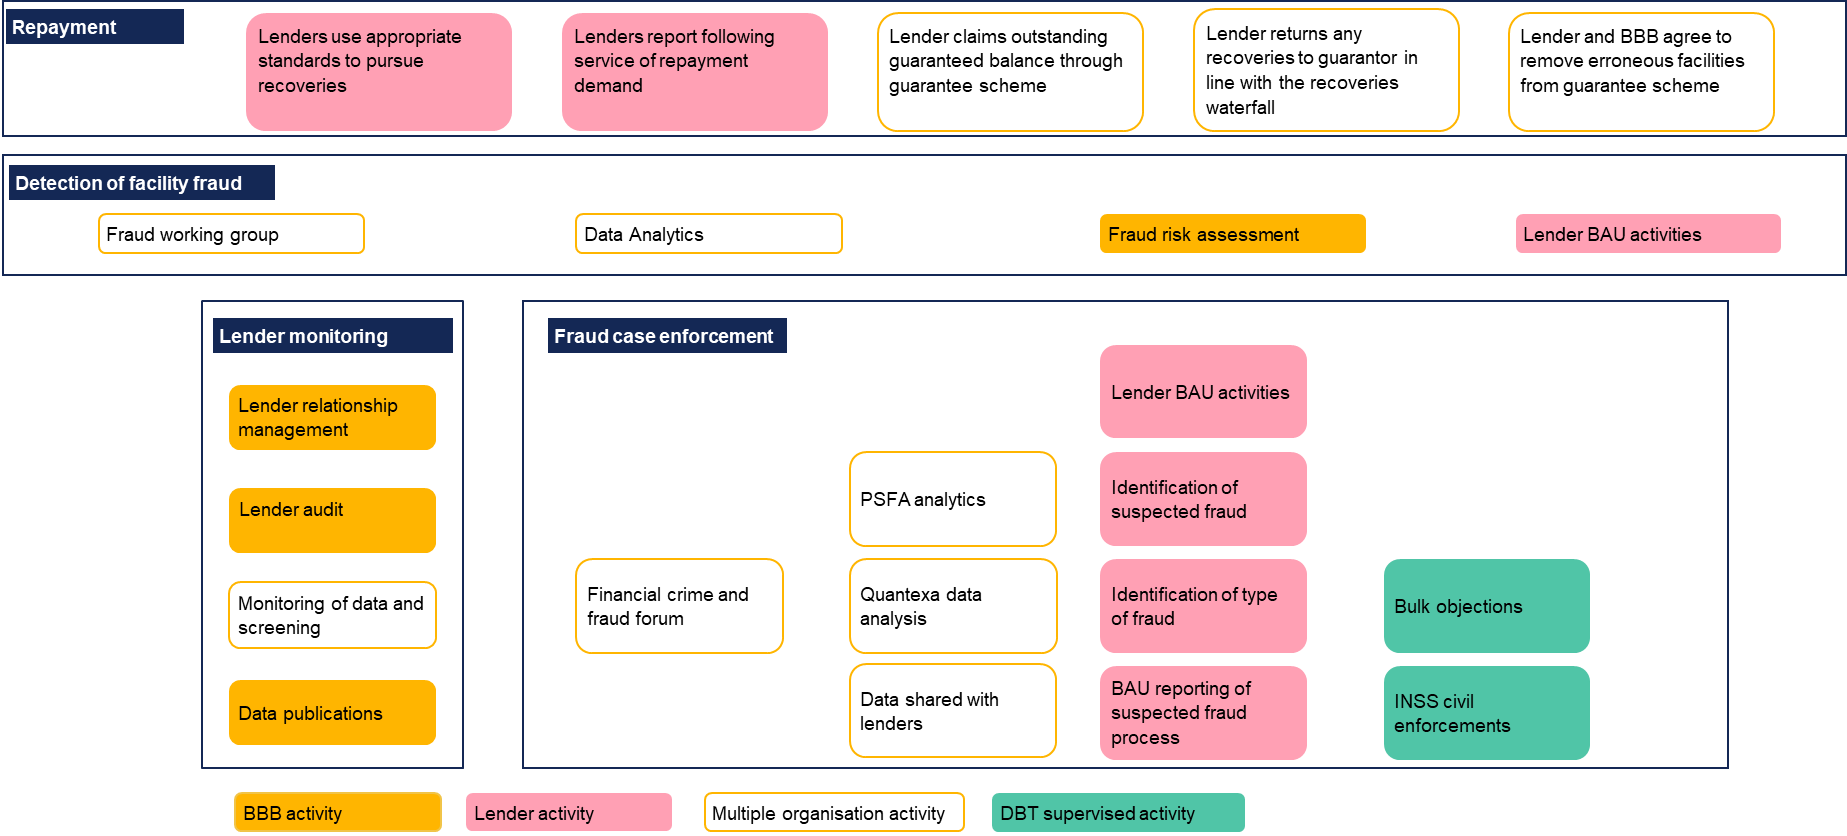 Repayment
Lenders use appropriate
standards to pursue
recoveries
Lenders report following
service of repayment
demand
Lender claims outstanding
guaranteed balance through
guarantee scheme
Lender returns any
recoveries to guarantor in
line with the recoveries
waterfall
Lender and BBB agree to
remove erroneous facilities
from guarantee scheme
Detection of facility fraud
Fraud working group
Data Analytics
Fraud risk assessment
Lender BAU activities
Lender monitoring
Lender relationship
management
Lender audit
Monitoring of data and
screening
Data publications
Fraud case enforcement
Financial crime and
fraud forum
PSFA analytics
Quantexa data
analysis
Data shared with
lenders
Lender BAU activities
Identification of
suspected fraud
Identification of type
of fraud
BAU reporting of
suspected fraud
process
Bulk objections
INSS civil
enforcements
BBB activity
Lender activity
Multiple organisation activity
DBT supervised activity